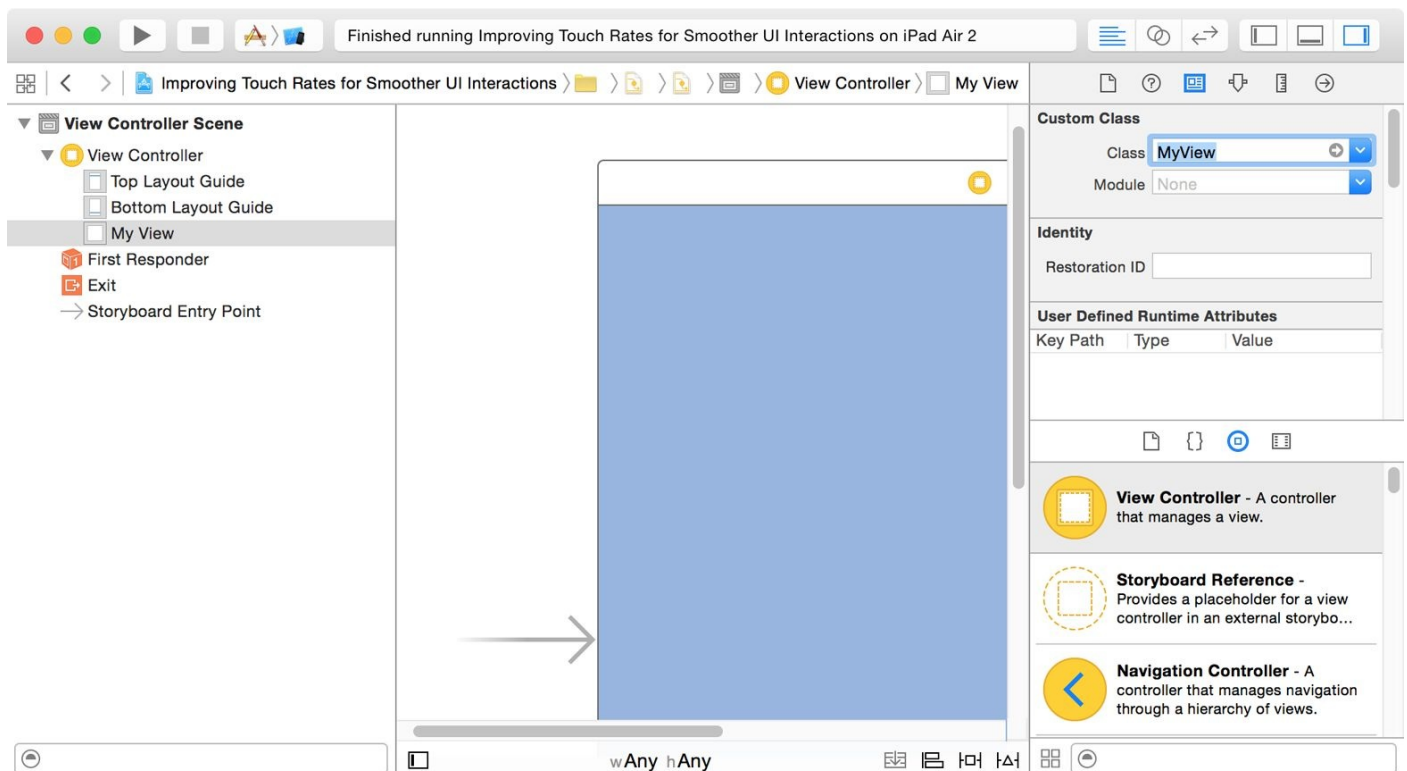 Finished running Improving Touch Rates for Smoother UI Interactions on iPad Air 2
Improving Touch Rates for Smoother UI Interactions
View Controller
My View
View Controller Scene
View Controller
Top Layout Guide
Bottom Layout Guide
My View
First Responder
1
Exit
Storyboard Entry Point
wAny hAny
Custom Class
Class MyView
Module None
Identity
Restoration ID
User Defined Runtime Attributes
Key Path Type Value
{}
View Controller - A controller
that manages a view.
Storyboard Reference -
Provides a placeholder for a view
controller in an external storybo...
Navigation Controller - A
controller that manages navigation
through a hierarchy of views.